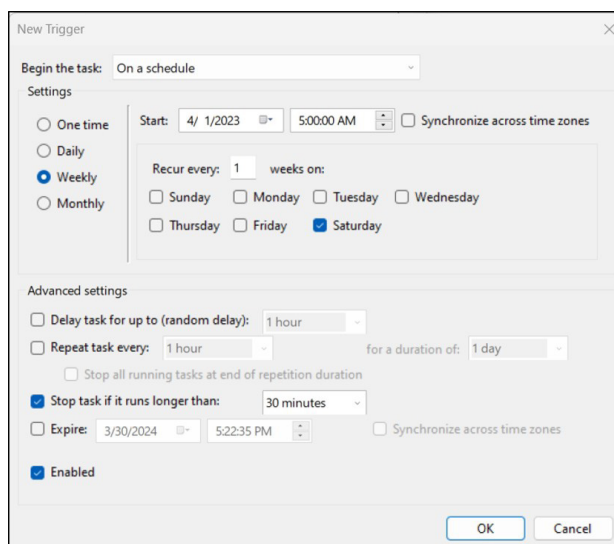 New Trigger
Begin the task: On a schedule
Settings
One time
Daily
Weekly
Monthly
Start: 4/ 1/2023 5:00:00 AM Synchronize across time zones
Recur every: 1 weeks on:
Sunday Monday Tuesday Wednesday
Thursday Friday Saturday
Advanced settings
Delay task for up to (random delay): 1 hour
Repeat task every: 1 hour for a duration of: 1 day
Stop all running tasks at end of repetition duration
Stop task if it runs longer than: 30 minutes
Expire: 3/30/2024 5:22:35 PM Synchronize across time zones
Enabled
OK Cancel